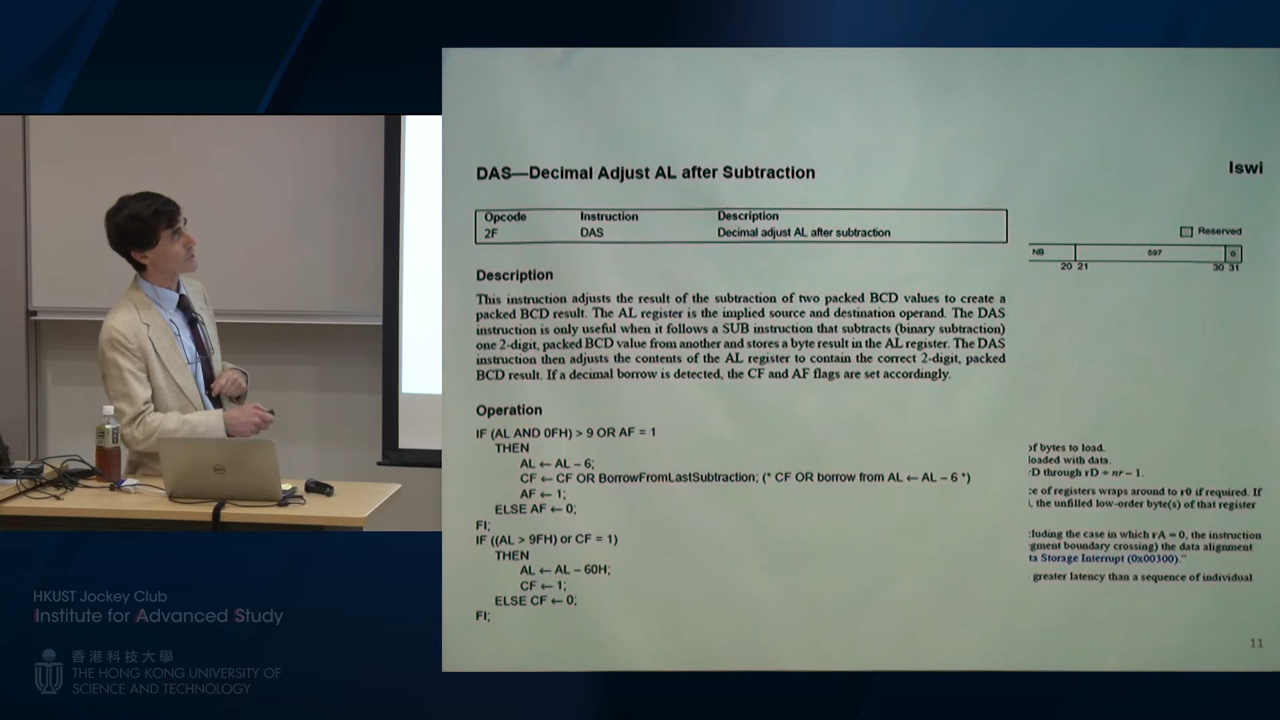 DAS—Decimal Adjust AL after Subtraction
lswi
Opcode Instruction Description
2F DAS Decimal adjust AL after subtraction
Reserved
NB 597 0
20 21 30 31
Description
This instruction adjusts the result of the subtraction of two packed BCD values to create a
packed BCD result. The AL register is the implied source and destination operand. The DAS
instruction is only useful when it follows a SUB instruction that subtracts (binary subtraction)
one 2-digit, packed BCD value from another and stores a byte result in the AL register. The DAS
instruction then adjusts the contents of the AL register to contain the correct 2-digit, packed
BCD result. If a decimal borrow is detected, the CF and AF flags are set accordingly.
Operation
IF (AL AND 0FH) > 9 OR AF = 1
THEN
AL ← AL – 6;
CF ← CF OR BorrowFromLastSubtraction; (* CF OR borrow from AL ← AL – 6 *)
AF ← 1;
ELSE AF ← 0;
FI;
IF ((AL > 9FH) or CF = 1)
THEN
AL ← AL – 60H;
CF ← 1;
ELSE CF ← 0;
FI;
of bytes to load.
loaded with data.
rD through rD + nr – 1.
ce of registers wraps around to r0 if required. If
, the unfilled low-order byte(s) of that register
cluding the case in which rA = 0, the instruction
gment boundary crossing) the data alignment
ta Storage Interrupt (0x00300)."
greater latency than a sequence of individual
11
DELL
HKUST Jockey Club
Institute for Advanced Study
香港科技大學
THE HONG KONG UNIVERSITY OF
SCIENCE AND TECHNOLOGY